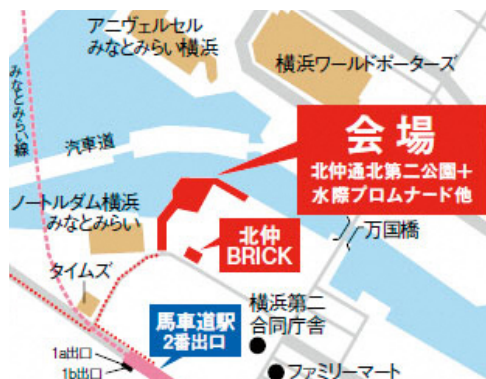 アニヴェルセル
みなとみらい横浜
横浜ワールドポーターズ
みなとみらい線
汽車道
会場
北仲通北第二公園＋
水際プロムナード他
ノートルダム横浜
みなとみらい
北仲
BRICK
万国橋
タイムズ
馬車道駅
2番出口
横浜第二
合同庁舎
1a出口
1b出口
ファミリーマート